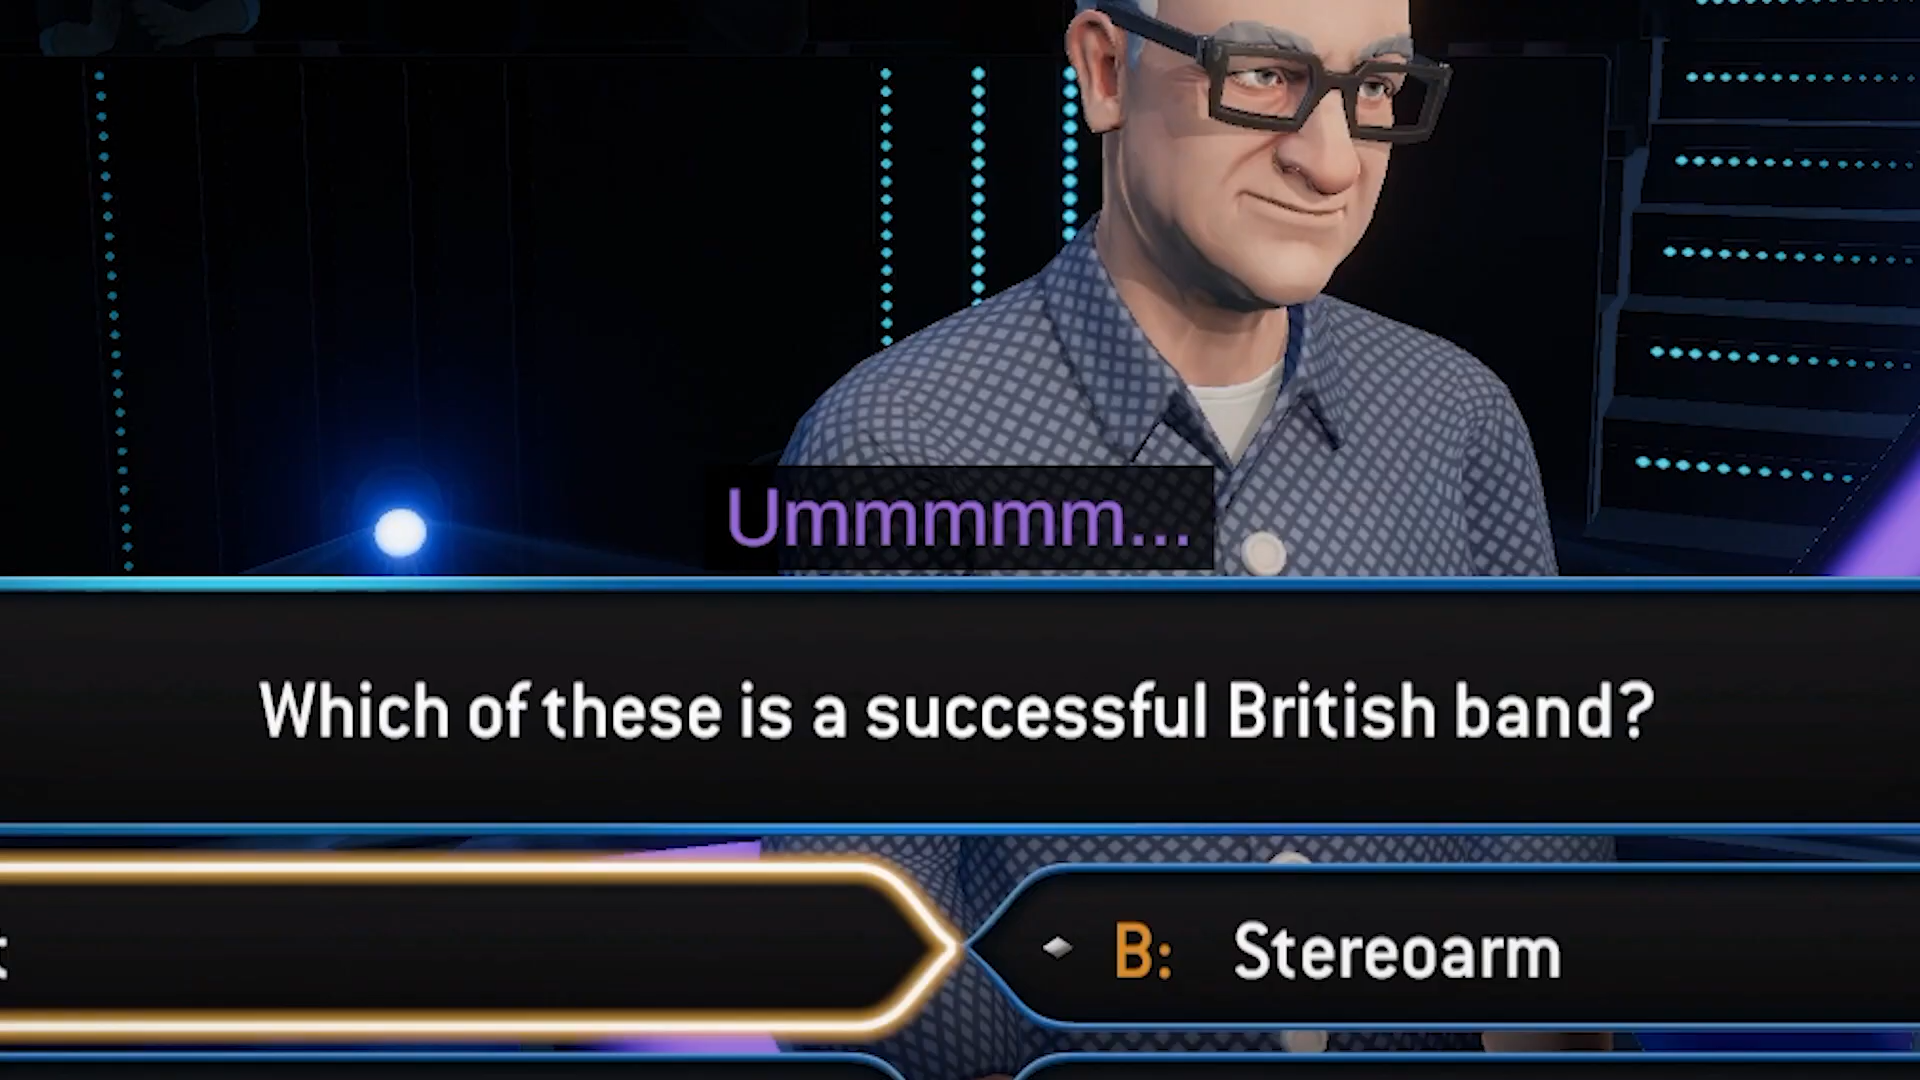 Ummmmm...
Which of these is a successful British band?
t
B: Stereoarm